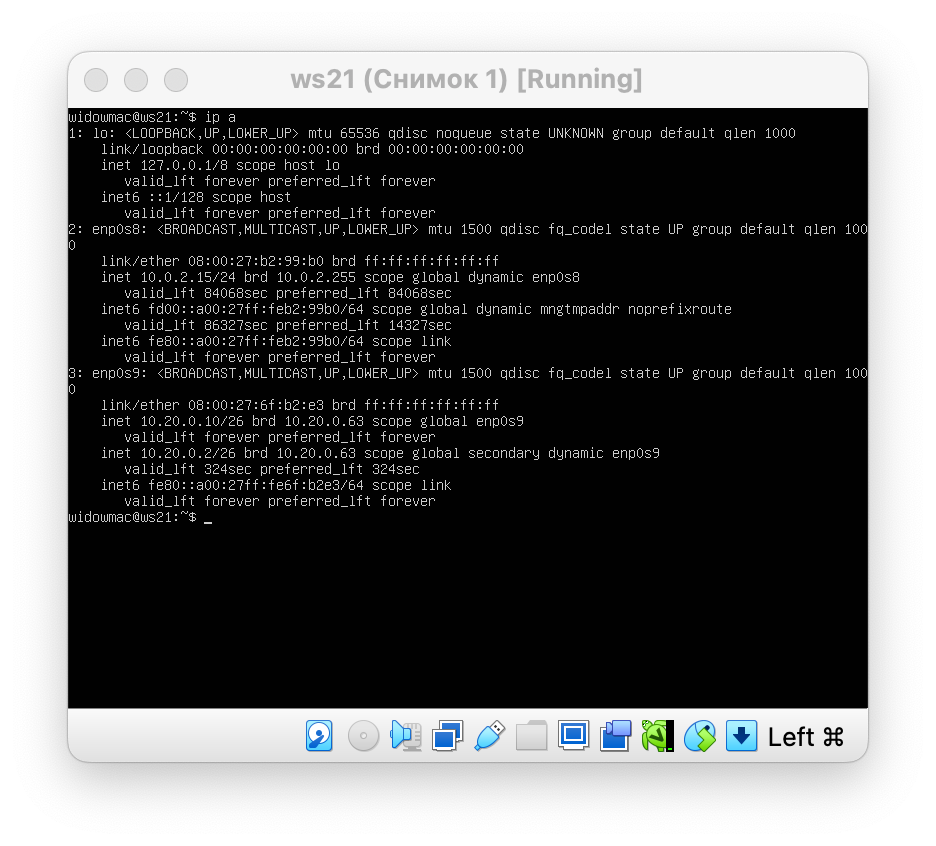 ws21 (Снимок 1) [Running]
widowmac@ws21:~$ ip a
1: lo: <LOOPBACK,UP,LOWER_UP> mtu 65536 qdisc noqueue state UNKNOWN group default qlen 1000
link/loopback 00:00:00:00:00:00 brd 00:00:00:00:00:00
inet 127.0.0.1/8 scope host lo
valid_lft forever preferred_lft forever
inet6 ::1/128 scope host
valid_lft forever preferred_lft forever
2: enp0s8: <BROADCAST,MULTICAST,UP,LOWER_UP> mtu 1500 qdisc fq_codel state UP group default qlen 100
0
link/ether 08:00:27:b2:99:b0 brd ff:ff:ff:ff:ff:ff
inet 10.0.2.15/24 brd 10.0.2.255 scope global dynamic enp0s8
valid_lft 84068sec preferred_lft 84068sec
inet6 fd00::a00:27ff:feb2:99b0/64 scope global dynamic mngtmpaddr noprefixroute
valid_lft 86327sec preferred_lft 14327sec
inet6 fe80::a00:27ff:feb2:99b0/64 scope link
valid_lft forever preferred_lft forever
3: enp0s9: <BROADCAST,MULTICAST,UP,LOWER_UP> mtu 1500 qdisc fq_codel state UP group default qlen 100
0
link/ether 08:00:27:6f:b2:e3 brd ff:ff:ff:ff:ff:ff
inet 10.20.0.10/26 brd 10.20.0.63 scope global enp0s9
valid_lft forever preferred_lft forever
inet 10.20.0.2/26 brd 10.20.0.63 scope global secondary dynamic enp0s9
valid_lft 324sec preferred_lft 324sec
inet6 fe80::a00:27ff:fe6f:b2e3/64 scope link
valid_lft forever preferred_lft forever
widowmac@ws21:~$ _
Left ⌘